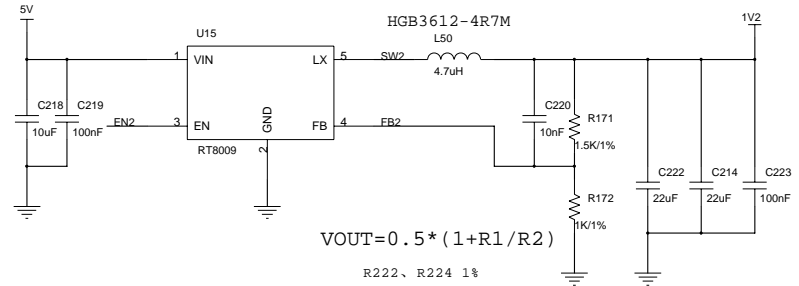 5V
U15
HGB3612-4R7M
1V2
L50
1
VIN
LX
5
SW2
4.7uH
C218
C219
10uF
100nF
EN2
3
EN
GND
FB
4
FB2
C220
10nF
R171
1.5K/1%
RT8009
2
C222
C214
C223
22uF
22uF
100nF
R172
1K/1%
VOUT=0.5*(1+R1/R2)
R222、R224 1%